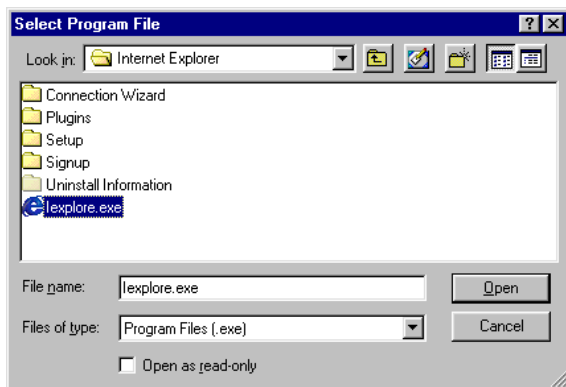 Select Program File
Look in: Internet Explorer
Connection Wizard
Plugins
Setup
Signup
Uninstall Information
Iexplore.exe
File name: Iexplore.exe Open
Files of type: Program Files (.exe) Cancel
Open as read-only